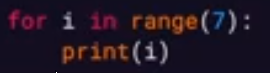 for i in range(7):
    print(i)